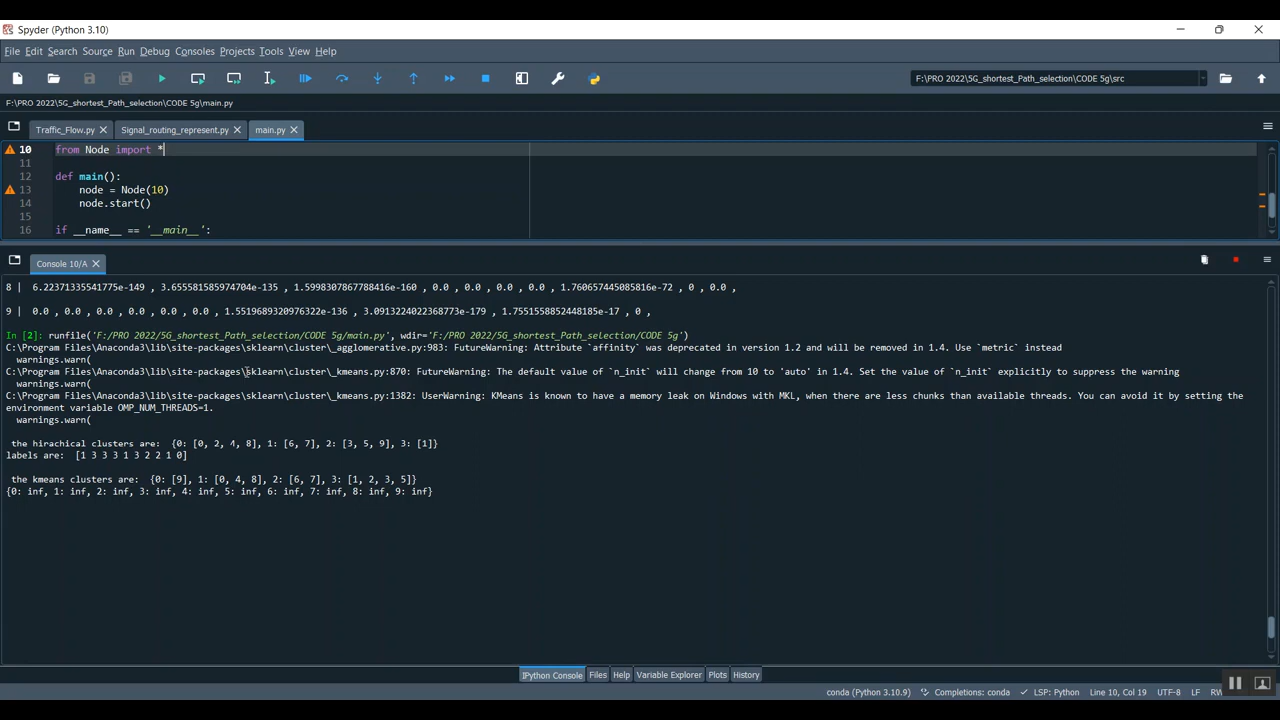 Spyder (Python 3.10)
File Edit Search Source Run Debug Consoles Projects Tools View Help
F:\PRO 2022\5G_shortest_Path_selection\CODE 5g\src
F:\PRO 2022\5G_shortest_Path_selection\CODE 5g\main.py
Traffic_Flow.py Signal_routing_represent.py main.py
10 from Node import *
11
12 def main():
13 node = Node(10)
14 node.start()
15
16 if __name__ == '__main__':
Console 10/A
8 | 6.22371335541775e-149 , 3.655581585974704e-135 , 1.5998307867788416e-160 , 0.0 , 0.0 , 0.0 , 0.0 , 1.760657445085816e-72 , 0 , 0.0 ,
9 | 0.0 , 0.0 , 0.0 , 0.0 , 0.0 , 1.5519689320976322e-136 , 3.0913224022368773e-179 , 1.7551558852448185e-17 , 0 ,
In [2]: runfile('F:/PRO 2022/5G_shortest_Path_selection/CODE 5g/main.py', wdir='F:/PRO 2022/5G_shortest_Path_selection/CODE 5g')
C:\Program Files\Anaconda3\lib\site-packages\sklearn\cluster\_agglomerative.py:983: FutureWarning: Attribute `affinity` was deprecated in version 1.2 and will be removed in 1.4. Use `metric` instead
warnings.warn(
C:\Program Files\Anaconda3\lib\site-packages\sklearn\cluster\_kmeans.py:870: FutureWarning: The default value of `n_init` will change from 10 to 'auto' in 1.4. Set the value of `n_init` explicitly to suppress the warning
warnings.warn(
C:\Program Files\Anaconda3\lib\site-packages\sklearn\cluster\_kmeans.py:1382: UserWarning: KMeans is known to have a memory leak on Windows with MKL, when there are less chunks than available threads. You can avoid it by setting the
environment variable OMP_NUM_THREADS=1.
warnings.warn(
the hirachical clusters are: {0: [0, 2, 4, 8], 1: [6, 7], 2: [3, 5, 9], 3: [1]}
labels are: [1 3 3 3 1 3 2 2 1 0]
the kmeans clusters are: {0: [9], 1: [0, 4, 8], 2: [6, 7], 3: [1, 2, 3, 5]}
{0: inf, 1: inf, 2: inf, 3: inf, 4: inf, 5: inf, 6: inf, 7: inf, 8: inf, 9: inf}
IPython Console Files Help Variable Explorer Plots History
conda (Python 3.10.9) Completions: conda LSP: Python Line 10, Col 19 UTF-8 LF RW